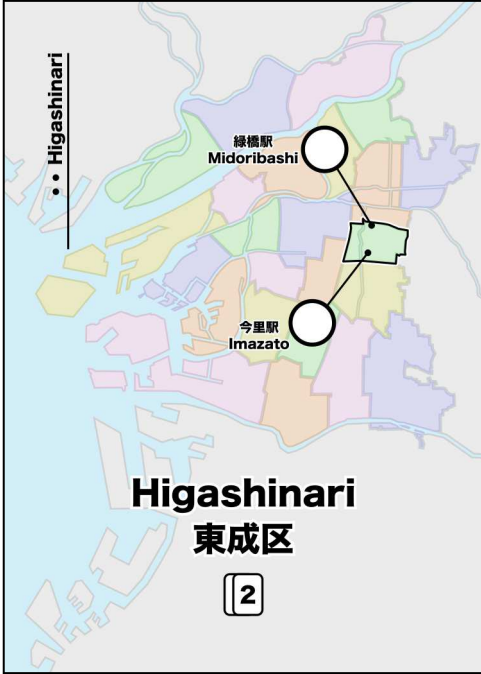 •• Higashinari
緑橋駅
Midoribashi
今里駅
Imazato
Higashinari
東成区
2